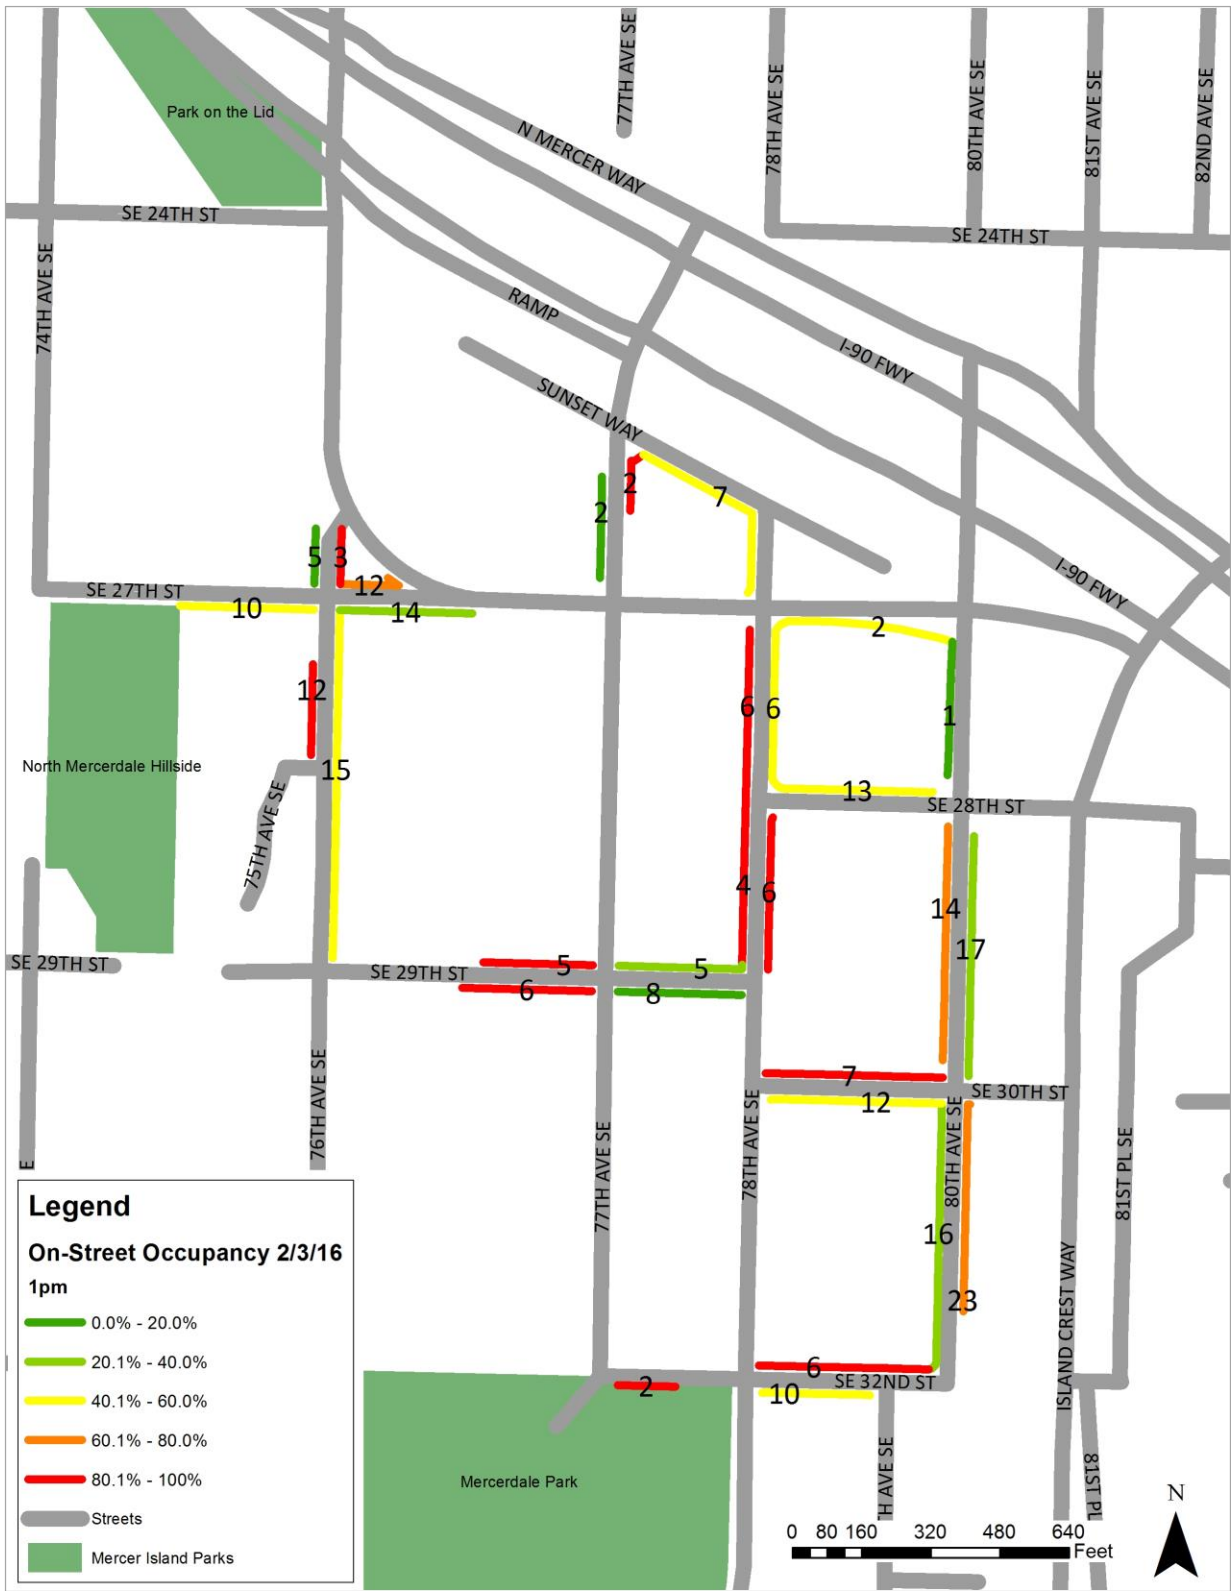 77TH AVE SE
78TH AVE SE
80TH AVE SE
81ST AVE SE
82ND AVE SE
Park on the Lid
N MERCER WAY
SE 24TH ST
SE 24TH ST
74TH AVE SE
RAMP
I-90 FWY
SUNSET WAY
2
7
2
5
3
I-90 FWY
SE 27TH ST
12
10
14
2
12
6
6
1
North Mercerdale Hillside
15
13
SE 28TH ST
75TH AVE SE
4
6
14
17
SE 29TH ST
SE 29TH ST
5
5
6
8
7
SE 30TH ST
12
76TH AVE SE
77TH AVE SE
78TH AVE SE
80TH AVE SE
81ST PL SE
E
16
23
ISLAND CREST WAY
6
SE 32ND ST
2
10
Mercerdale Park
H AVE SE
81ST PL
Legend
On-Street Occupancy 2/3/16
1pm
0.0% - 20.0%
20.1% - 40.0%
40.1% - 60.0%
60.1% - 80.0%
80.1% - 100%
Streets
Mercer Island Parks
N
0 80 160 320 480 640
Feet